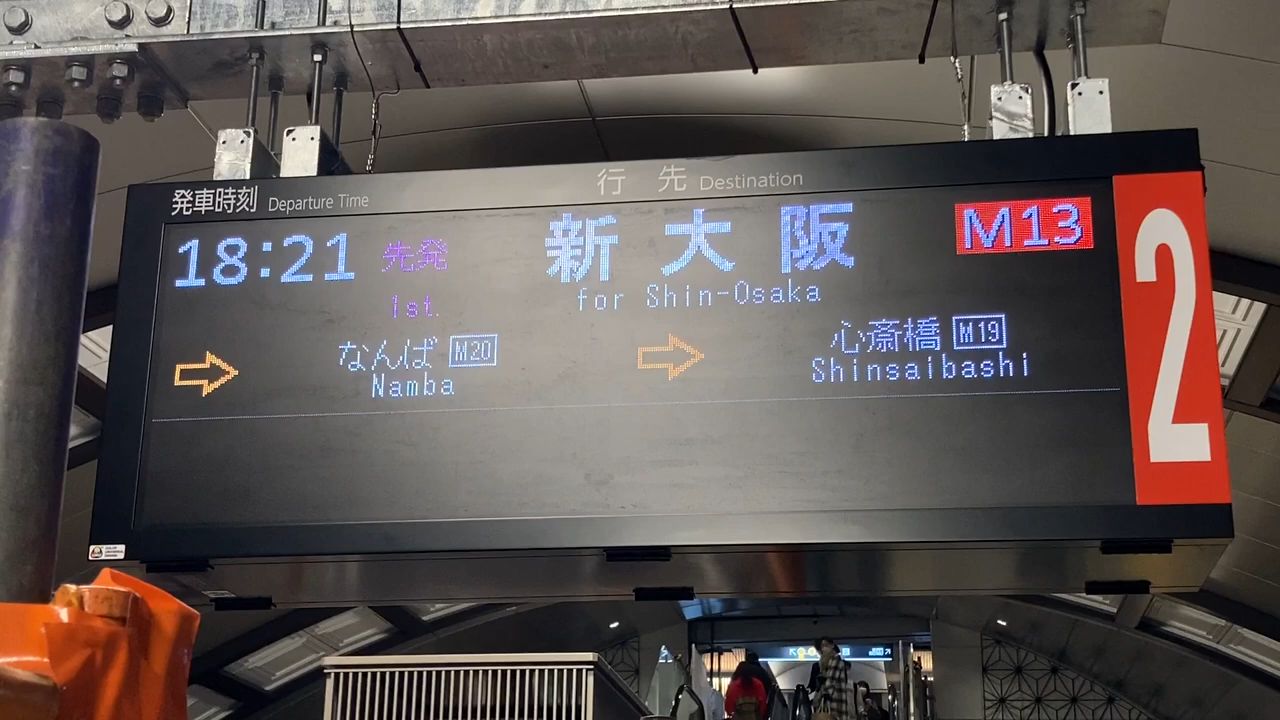 発車時刻 Departure Time
行先 Destination
18:21 先発 新大阪 M13
1st. for Shin-Osaka
なんば M20 心斎橋 M19
Namba Shinsaibashi
2